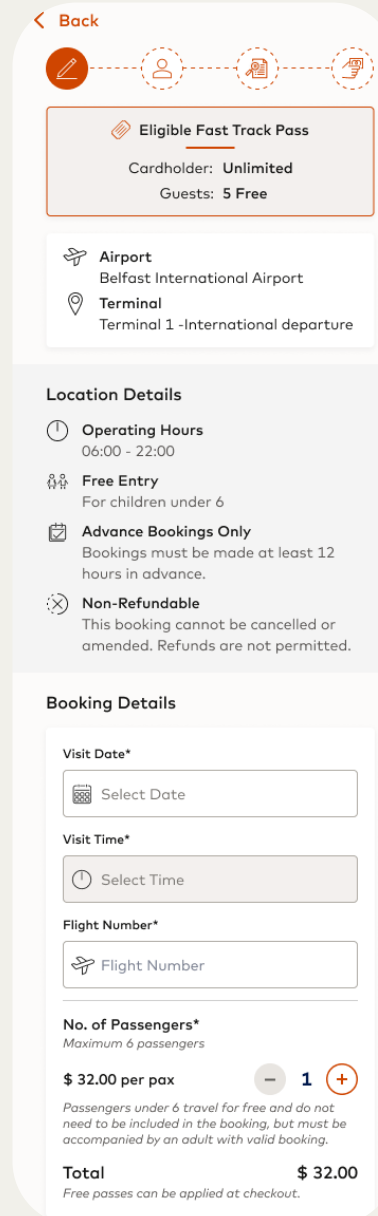 Back
Eligible Fast Track Pass
Cardholder: Unlimited
Guests: 5 Free
Airport
Belfast International Airport
Terminal
Terminal 1 -International departure
Location Details
Operating Hours
06:00 - 22:00
Free Entry
For children under 6
Advance Bookings Only
Bookings must be made at least 12
hours in advance.
Non-Refundable
This booking cannot be cancelled or
amended. Refunds are not permitted.
Booking Details
Visit Date*
Select Date
Visit Time*
Select Time
Flight Number*
Flight Number
No. of Passengers*
Maximum 6 passengers
$ 32.00 per pax − 1 +
Passengers under 6 travel for free and do not
need to be included in the booking, but must be
accompanied by an adult with valid booking.
Total $ 32.00
Free passes can be applied at checkout.